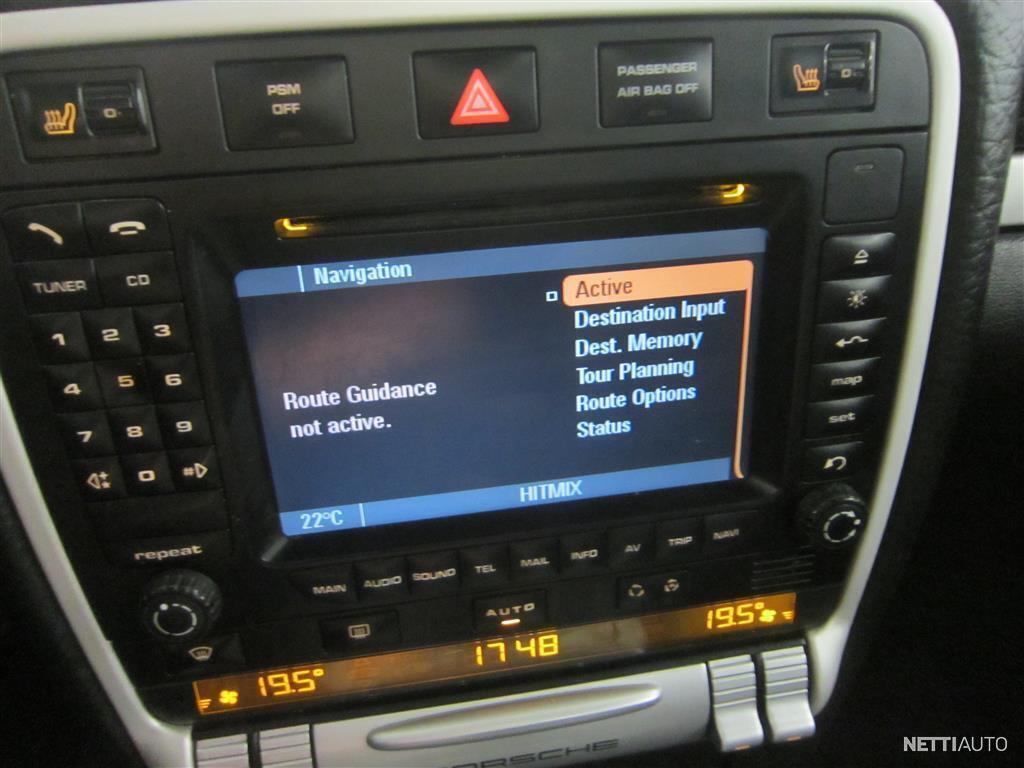 PSM
OFF
PASSENGER
AIR BAG OFF
TUNER CD
1 2 3
4 5 6
7 8 9
* 0 #
repeat
Navigation
Active
Destination Input
Dest. Memory
Tour Planning
Route Options
Status
Route Guidance
not active.
22°C
HITMIX
map
set
MAIN AUDIO SOUND TEL MAIL INFO AV TRIP NAVI
AUTO
19.5° 17 48 19.5°
PORSCHE
NETTIAUTO